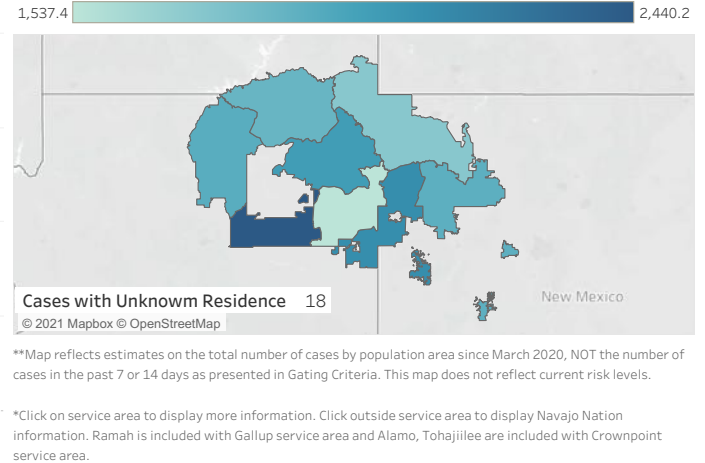 1,537.4 2,440.2
New Mexico
Cases with Unknowm Residence 18
© 2021 Mapbox © OpenStreetMap
**Map reflects estimates on the total number of cases by population area since March 2020, NOT the number of
cases in the past 7 or 14 days as presented in Gating Criteria. This map does not reflect current risk levels.
*Click on service area to display more information. Click outside service area to display Navajo Nation
information. Ramah is included with Gallup service area and Alamo, Tohajiilee are included with Crownpoint
service area.